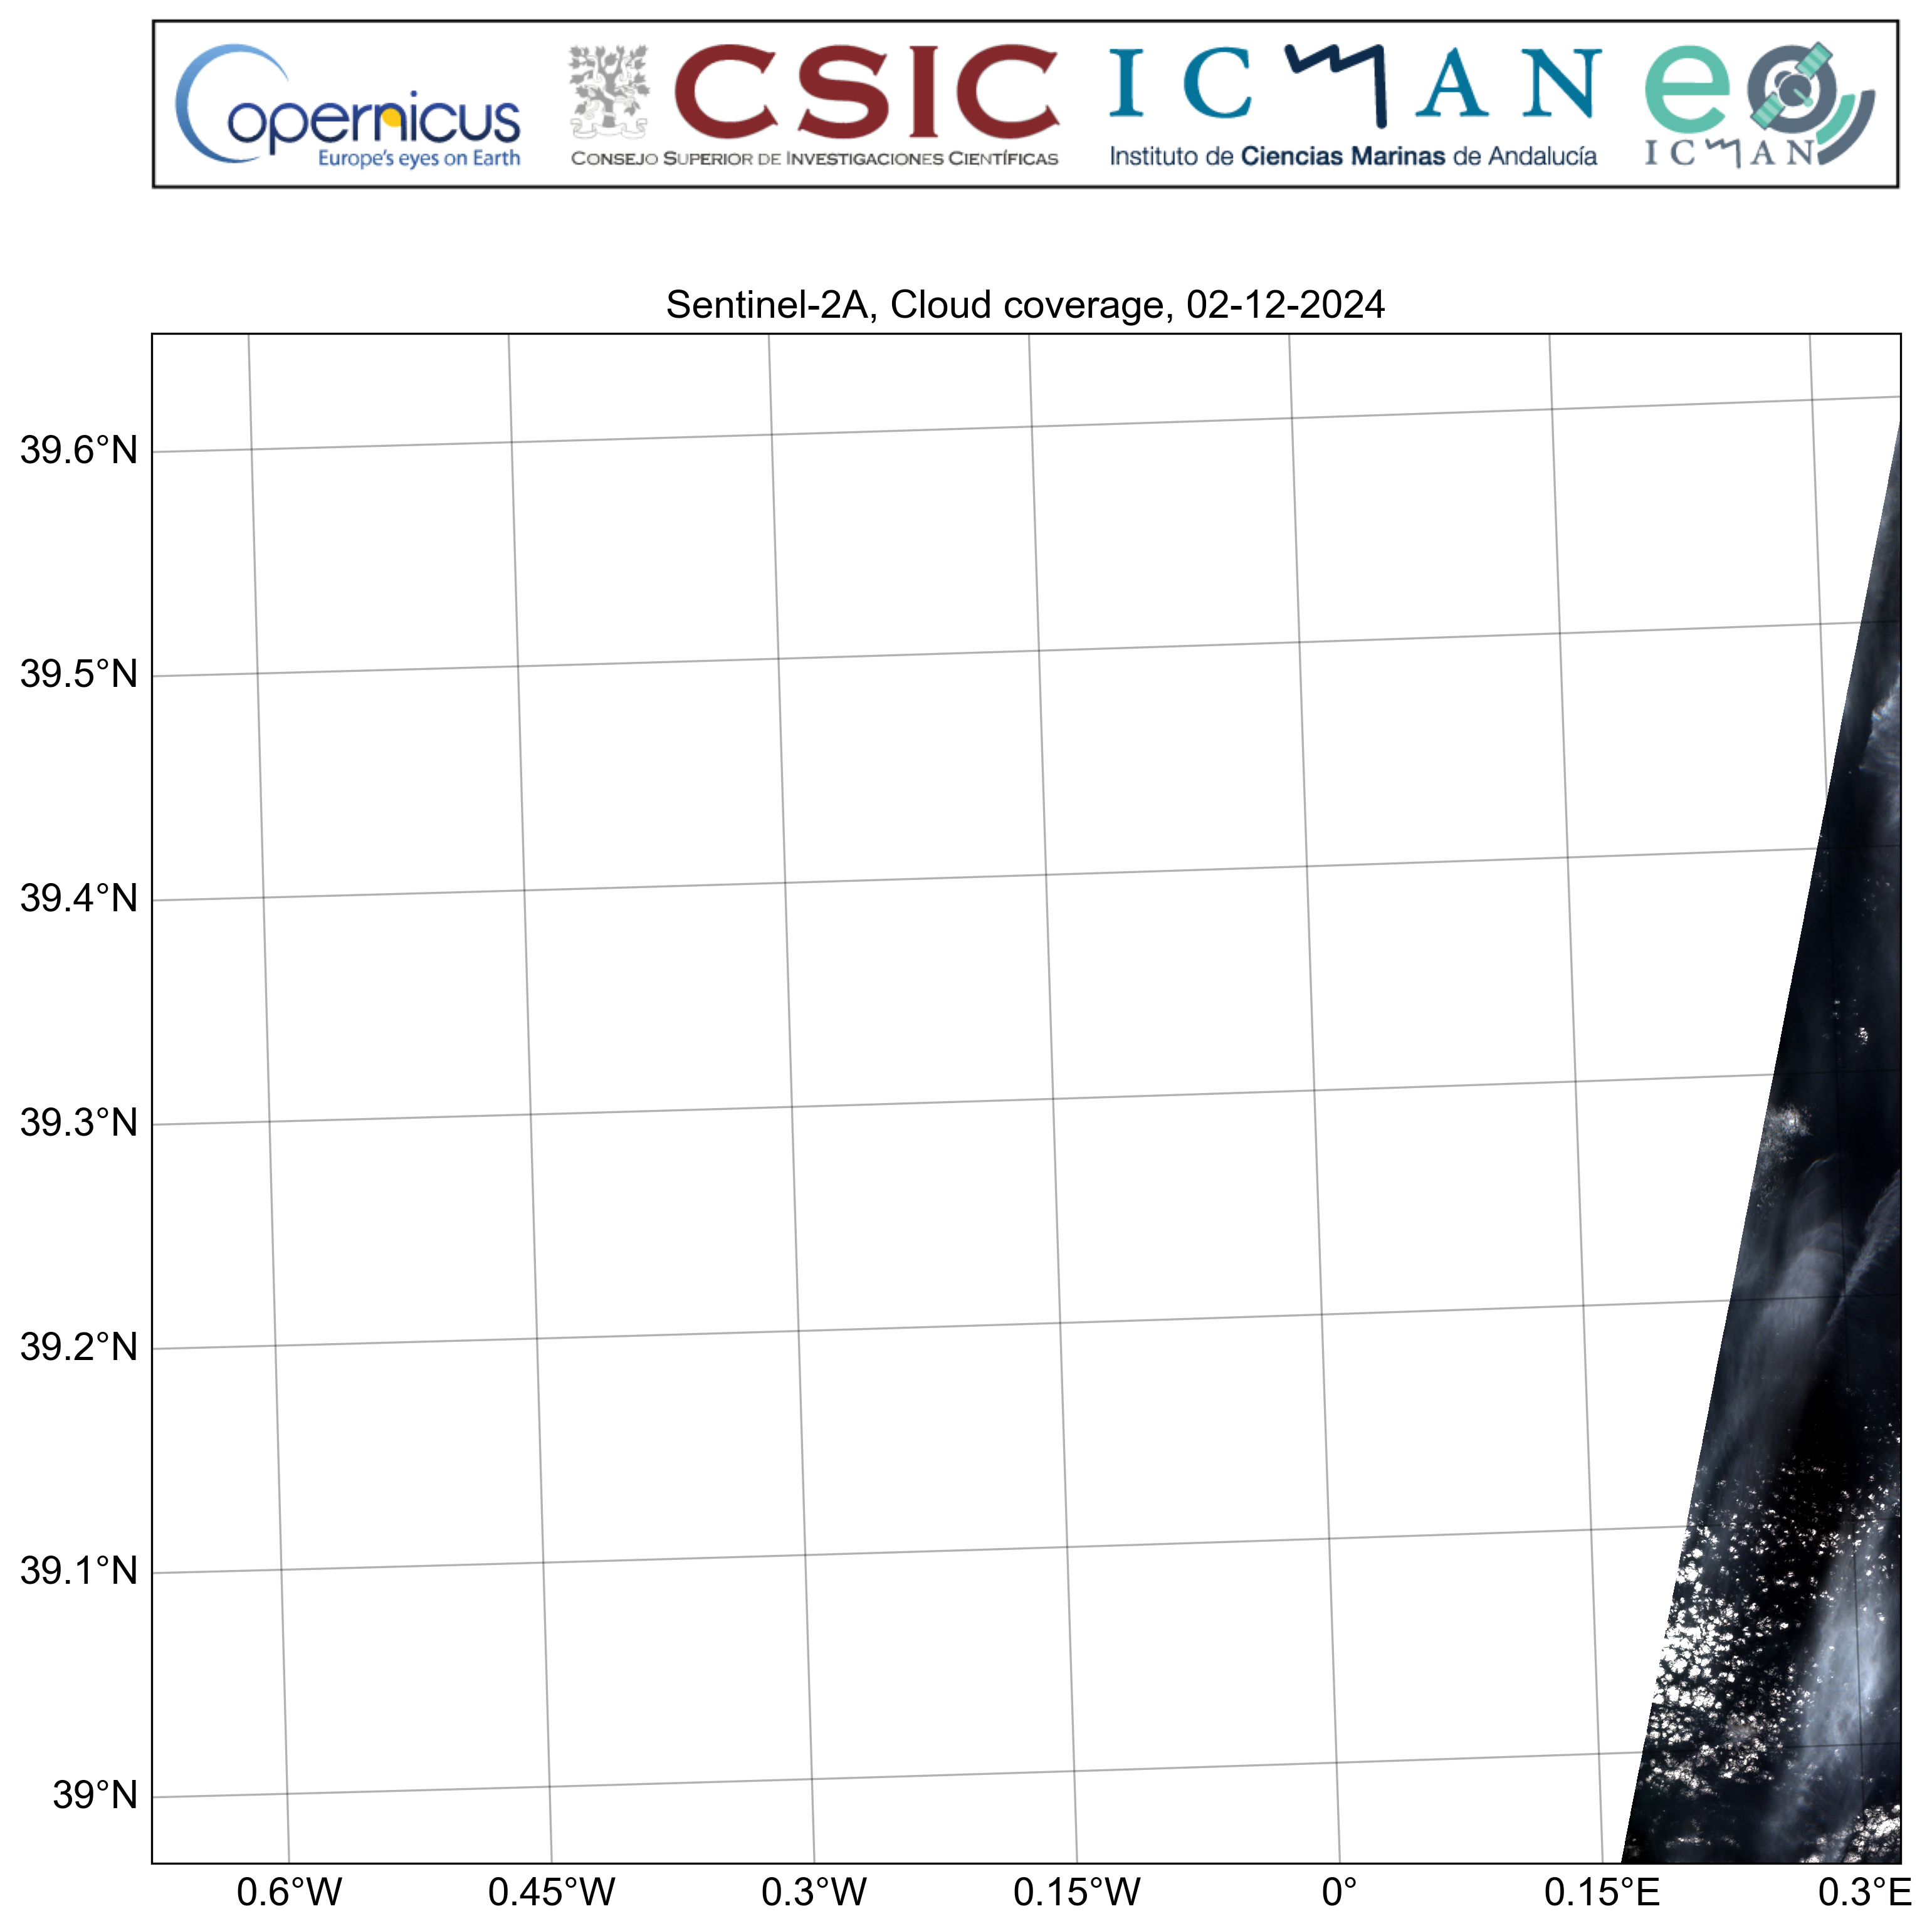 Copernicus
Europe's eyes on Earth
CSIC
CONSEJO SUPERIOR DE INVESTIGACIONES CIENTÍFICAS
ICMAN
Instituto de Ciencias Marinas de Andalucía
eo
ICMAN
Sentinel-2A, Cloud coverage, 02-12-2024
39.6°N
39.5°N
39.4°N
39.3°N
39.2°N
39.1°N
39°N
0.6°W 0.45°W 0.3°W 0.15°W 0° 0.15°E 0.3°E